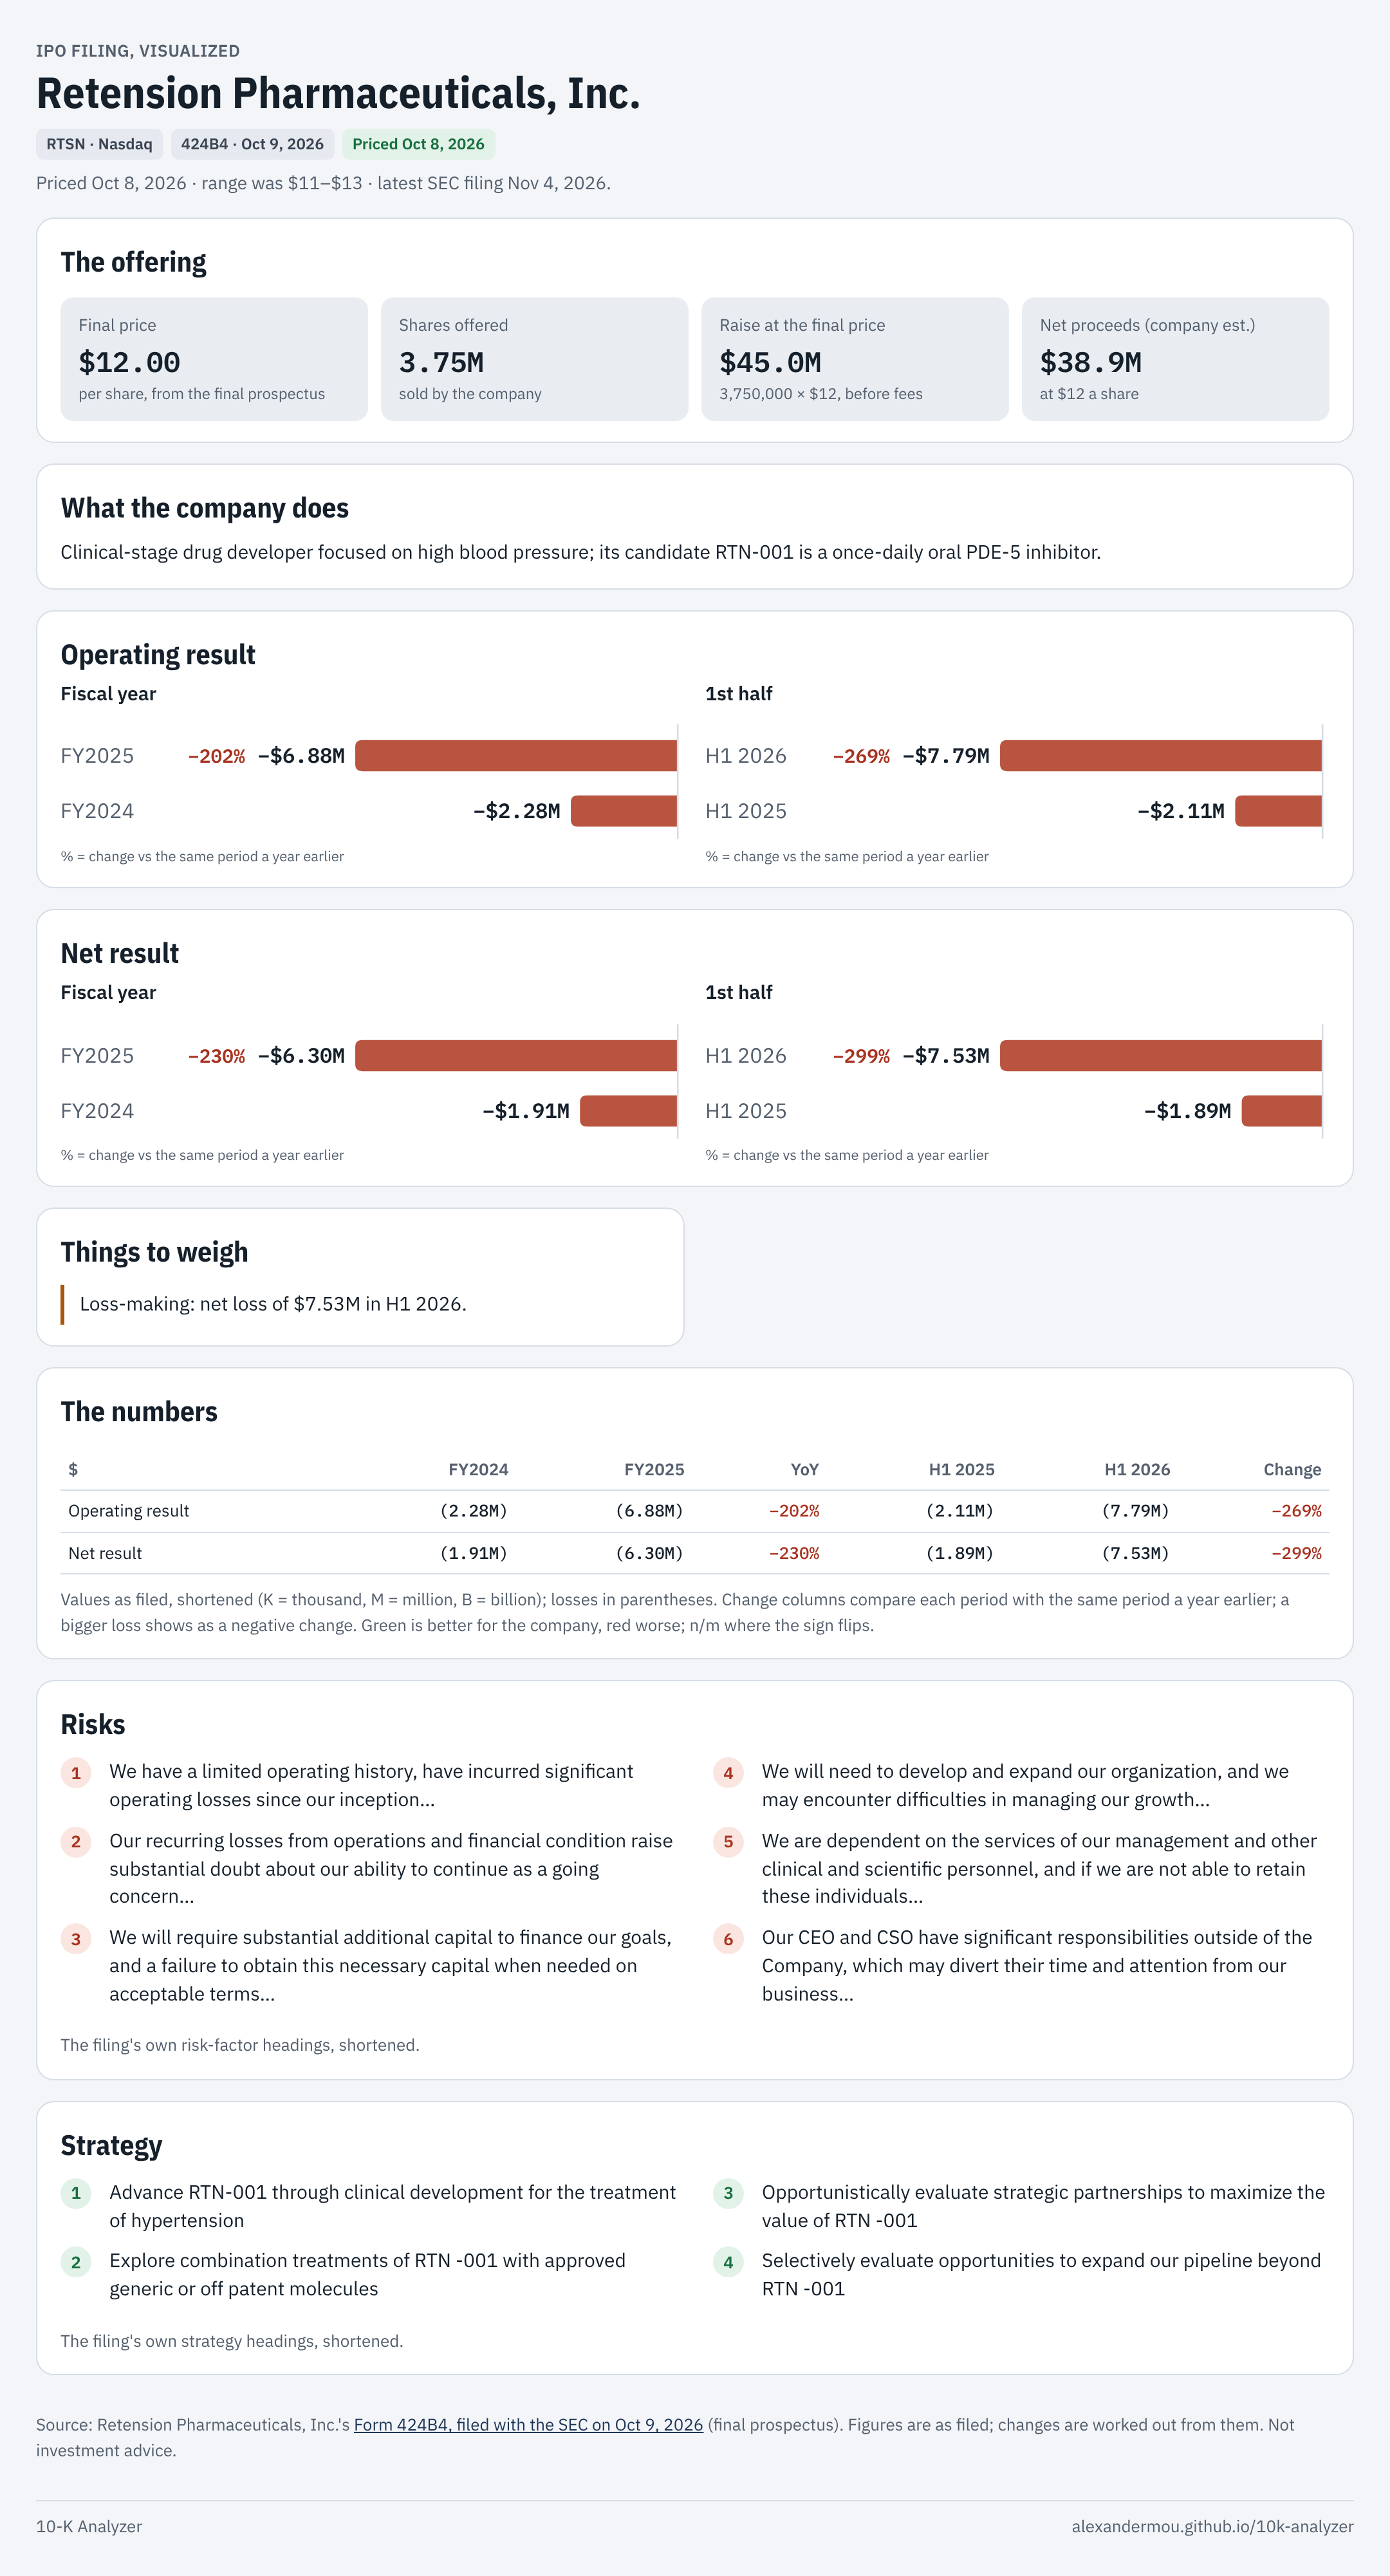 IPO FILING, VISUALIZED
Retension Pharmaceuticals, Inc.
RTSN · Nasdaq
424B4 · Oct 9, 2026
Priced Oct 8, 2026
Priced Oct 8, 2026 · range was $11–$13 · latest SEC filing Nov 4, 2026.
The offering
Final price
$12.00
per share, from the final prospectus
Shares offered
3.75M
sold by the company
Raise at the final price
$45.0M
3,750,000 × $12, before fees
Net proceeds (company est.)
$38.9M
at $12 a share
What the company does
Clinical-stage drug developer focused on high blood pressure; its candidate RTN-001 is a once-daily oral PDE-5 inhibitor.
Operating result
Fiscal year
FY2025 −202% −$6.88M
FY2024 −$2.28M
% = change vs the same period a year earlier
1st half
H1 2026 −269% −$7.79M
H1 2025 −$2.11M
% = change vs the same period a year earlier
Net result
Fiscal year
FY2025 −230% −$6.30M
FY2024 −$1.91M
% = change vs the same period a year earlier
1st half
H1 2026 −299% −$7.53M
H1 2025 −$1.89M
% = change vs the same period a year earlier
Things to weigh
Loss-making: net loss of $7.53M in H1 2026.
The numbers
$ FY2024 FY2025 YoY H1 2025 H1 2026 Change
Operating result (2.28M) (6.88M) −202% (2.11M) (7.79M) −269%
Net result (1.91M) (6.30M) −230% (1.89M) (7.53M) −299%
Values as filed, shortened (K = thousand, M = million, B = billion); losses in parentheses. Change columns compare each period with the same period a year earlier; a
bigger loss shows as a negative change. Green is better for the company, red worse; n/m where the sign flips.
Risks
1 We have a limited operating history, have incurred significant
operating losses since our inception…
2 Our recurring losses from operations and financial condition raise
substantial doubt about our ability to continue as a going
concern…
3 We will require substantial additional capital to finance our goals,
and a failure to obtain this necessary capital when needed on
acceptable terms…
4 We will need to develop and expand our organization, and we
may encounter difficulties in managing our growth…
5 We are dependent on the services of our management and other
clinical and scientific personnel, and if we are not able to retain
these individuals…
6 Our CEO and CSO have significant responsibilities outside of the
Company, which may divert their time and attention from our
business…
The filing's own risk-factor headings, shortened.
Strategy
1 Advance RTN-001 through clinical development for the treatment
of hypertension
2 Explore combination treatments of RTN -001 with approved
generic or off patent molecules
3 Opportunistically evaluate strategic partnerships to maximize the
value of RTN -001
4 Selectively evaluate opportunities to expand our pipeline beyond
RTN -001
The filing's own strategy headings, shortened.
Source: Retension Pharmaceuticals, Inc.'s Form 424B4, filed with the SEC on Oct 9, 2026 (final prospectus). Figures are as filed; changes are worked out from them. Not
investment advice.
10-K Analyzer
alexandermou.github.io/10k-analyzer